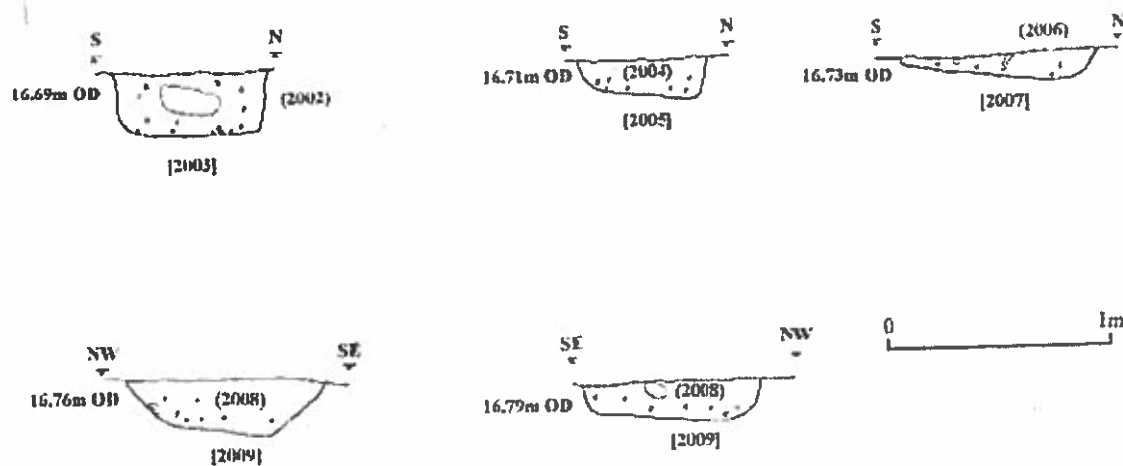 S N
16.69m OD (2002)
[2003]
S N
16.71m OD (2004)
[2005]
S (2006) N
16.73m OD
[2007]
NW SE
16.76m OD (2008)
[2009]
SE NW
16.79m OD (2008)
[2009]
0 1m